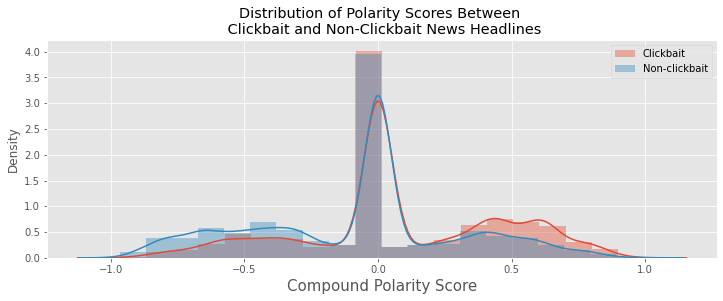 Distribution of Polarity Scores Between
Clickbait and Non-Clickbait News Headlines
Clickbait
Non-clickbait
4.0
3.5
3.0
2.5
2.0
1.5
1.0
0.5
0.0
Density
−1.0 −0.5 0.0 0.5 1.0
Compound Polarity Score